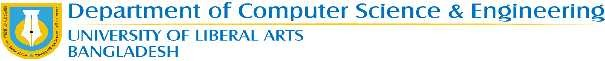 Department of Computer Science & Engineering
UNIVERSITY OF LIBERAL ARTS
BANGLADESH